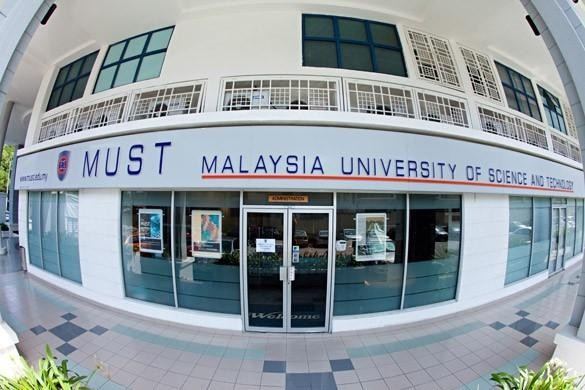 www.must.edu.my MUST MALAYSIA UNIVERSITY OF SCIENCE AND TECHNOLOGY
ADMINISTRATION
Welcome